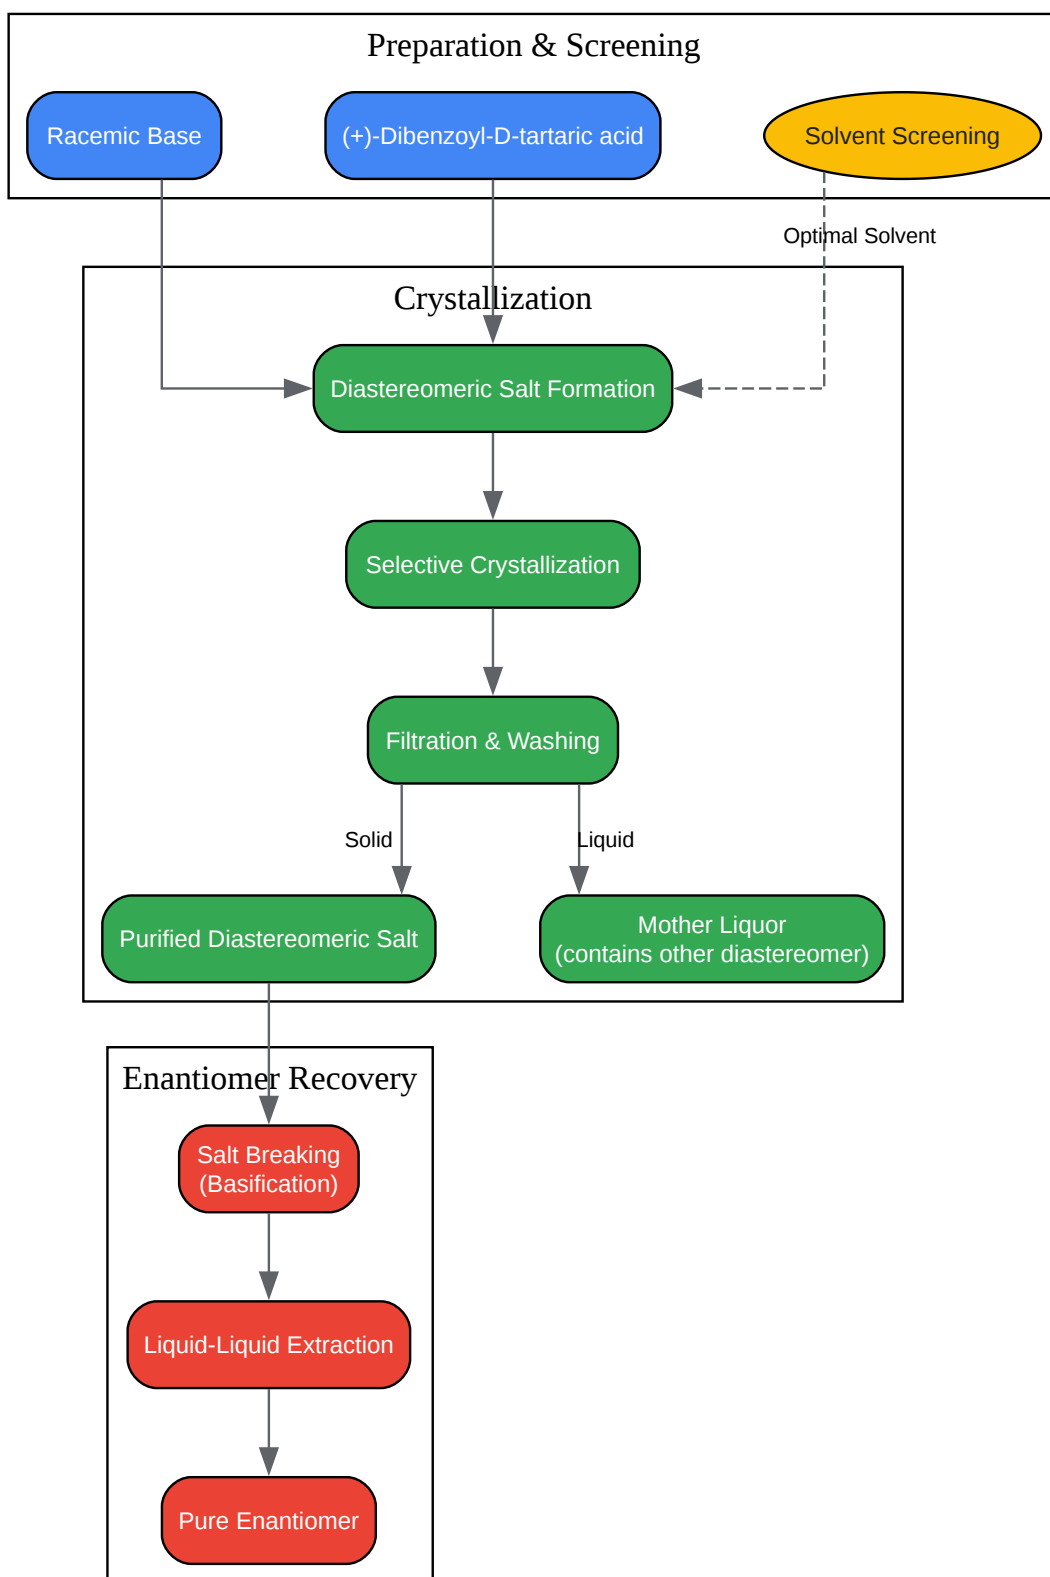 Preparation & Screening
Racemic Base
(+)-Dibenzoyl-D-tartaric acid
Solvent Screening
Optimal Solvent
Crystallization
Diastereomeric Salt Formation
Selective Crystallization
Filtration & Washing
Solid
Liquid
Purified Diastereomeric Salt
Mother Liquor
(contains other diastereomer)
Enantiomer Recovery
Salt Breaking
(Basification)
Liquid-Liquid Extraction
Pure Enantiomer